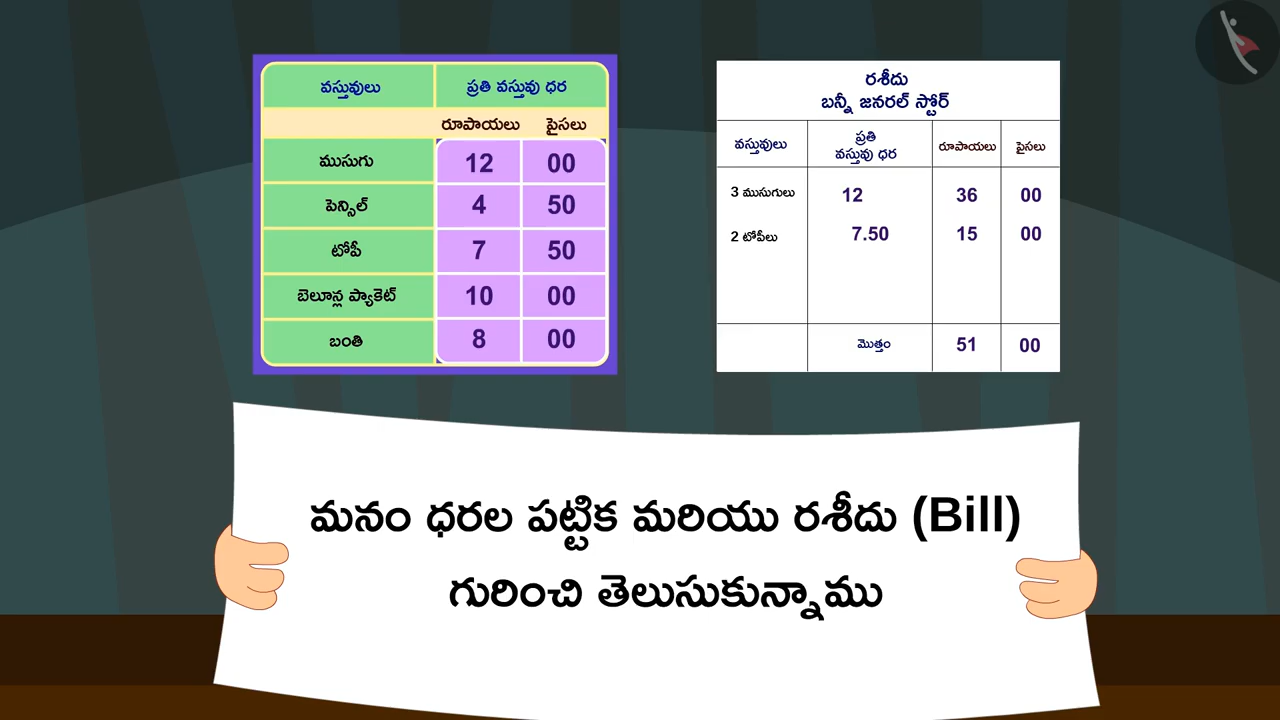 వస్తువులు ప్రతి వస్తువు ధర
రూపాయలు పైసలు
ముసుగు 12 00
పెన్సిల్ 4 50
టోపీ 7 50
బెలూన్ల ప్యాకెట్ 10 00
బంతి 8 00
రశీదు
బన్నీ జనరల్ స్టోర్
వస్తువులు ప్రతి వస్తువు ధర రూపాయలు పైసలు
3 ముసుగులు 12 36 00
2 టోపీలు 7.50 15 00
మొత్తం 51 00
మనం ధరల పట్టిక మరియు రశీదు (Bill)
గురించి తెలుసుకున్నాము